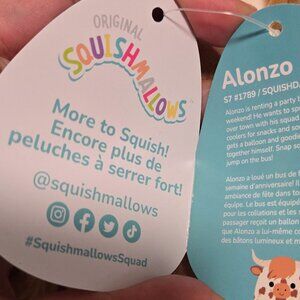 ORIGINAL
SQUISHMALLOWS
More to Squish!
Encore plus de
peluches à serrer fort!
@squishmallows
#SquishmallowsSquad
Alonzo
S7 #1789 / SQUISHD
Alonzo is renting a party
weekend! He wants to
over town with his squad
coolers for snacks and
gets a balloon and
together himself. Snap
jump on the bus!
Alonzo a loué un bus de
semaine d'anniversaire!
ambiance de fête dans
équipe. Le bus est équipé
pour les collations et les
passager reçoit un ballon
que Alonzo a lui-même
des bâtons lumineux et